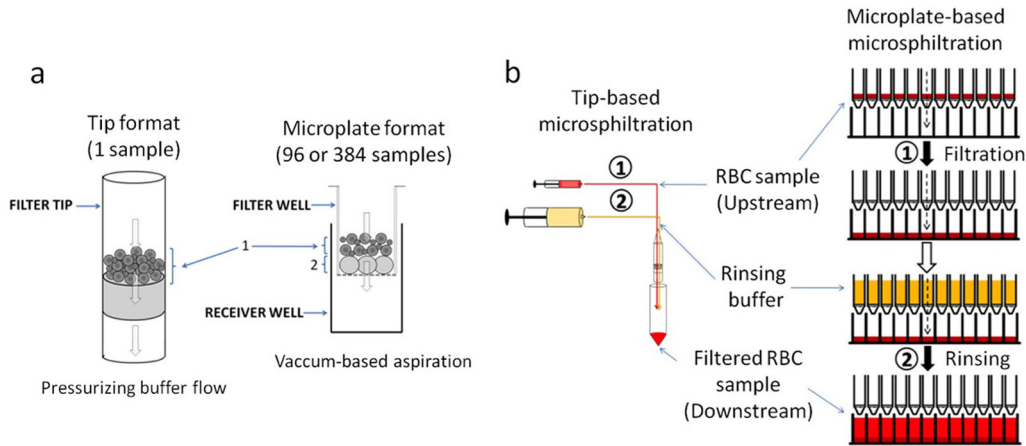 a
Tip format
(1 sample)
Microplate format
(96 or 384 samples)
FILTER TIP
FILTER WELL
1
2
RECEIVER WELL
Pressurizing buffer flow
Vaccum-based aspiration
b
Tip-based
microsphiltration
Microplate-based
microsphiltration
1
2
RBC sample
(Upstream)
1 Filtration
Rinsing
buffer
2 Rinsing
Filtered RBC
sample
(Downstream)